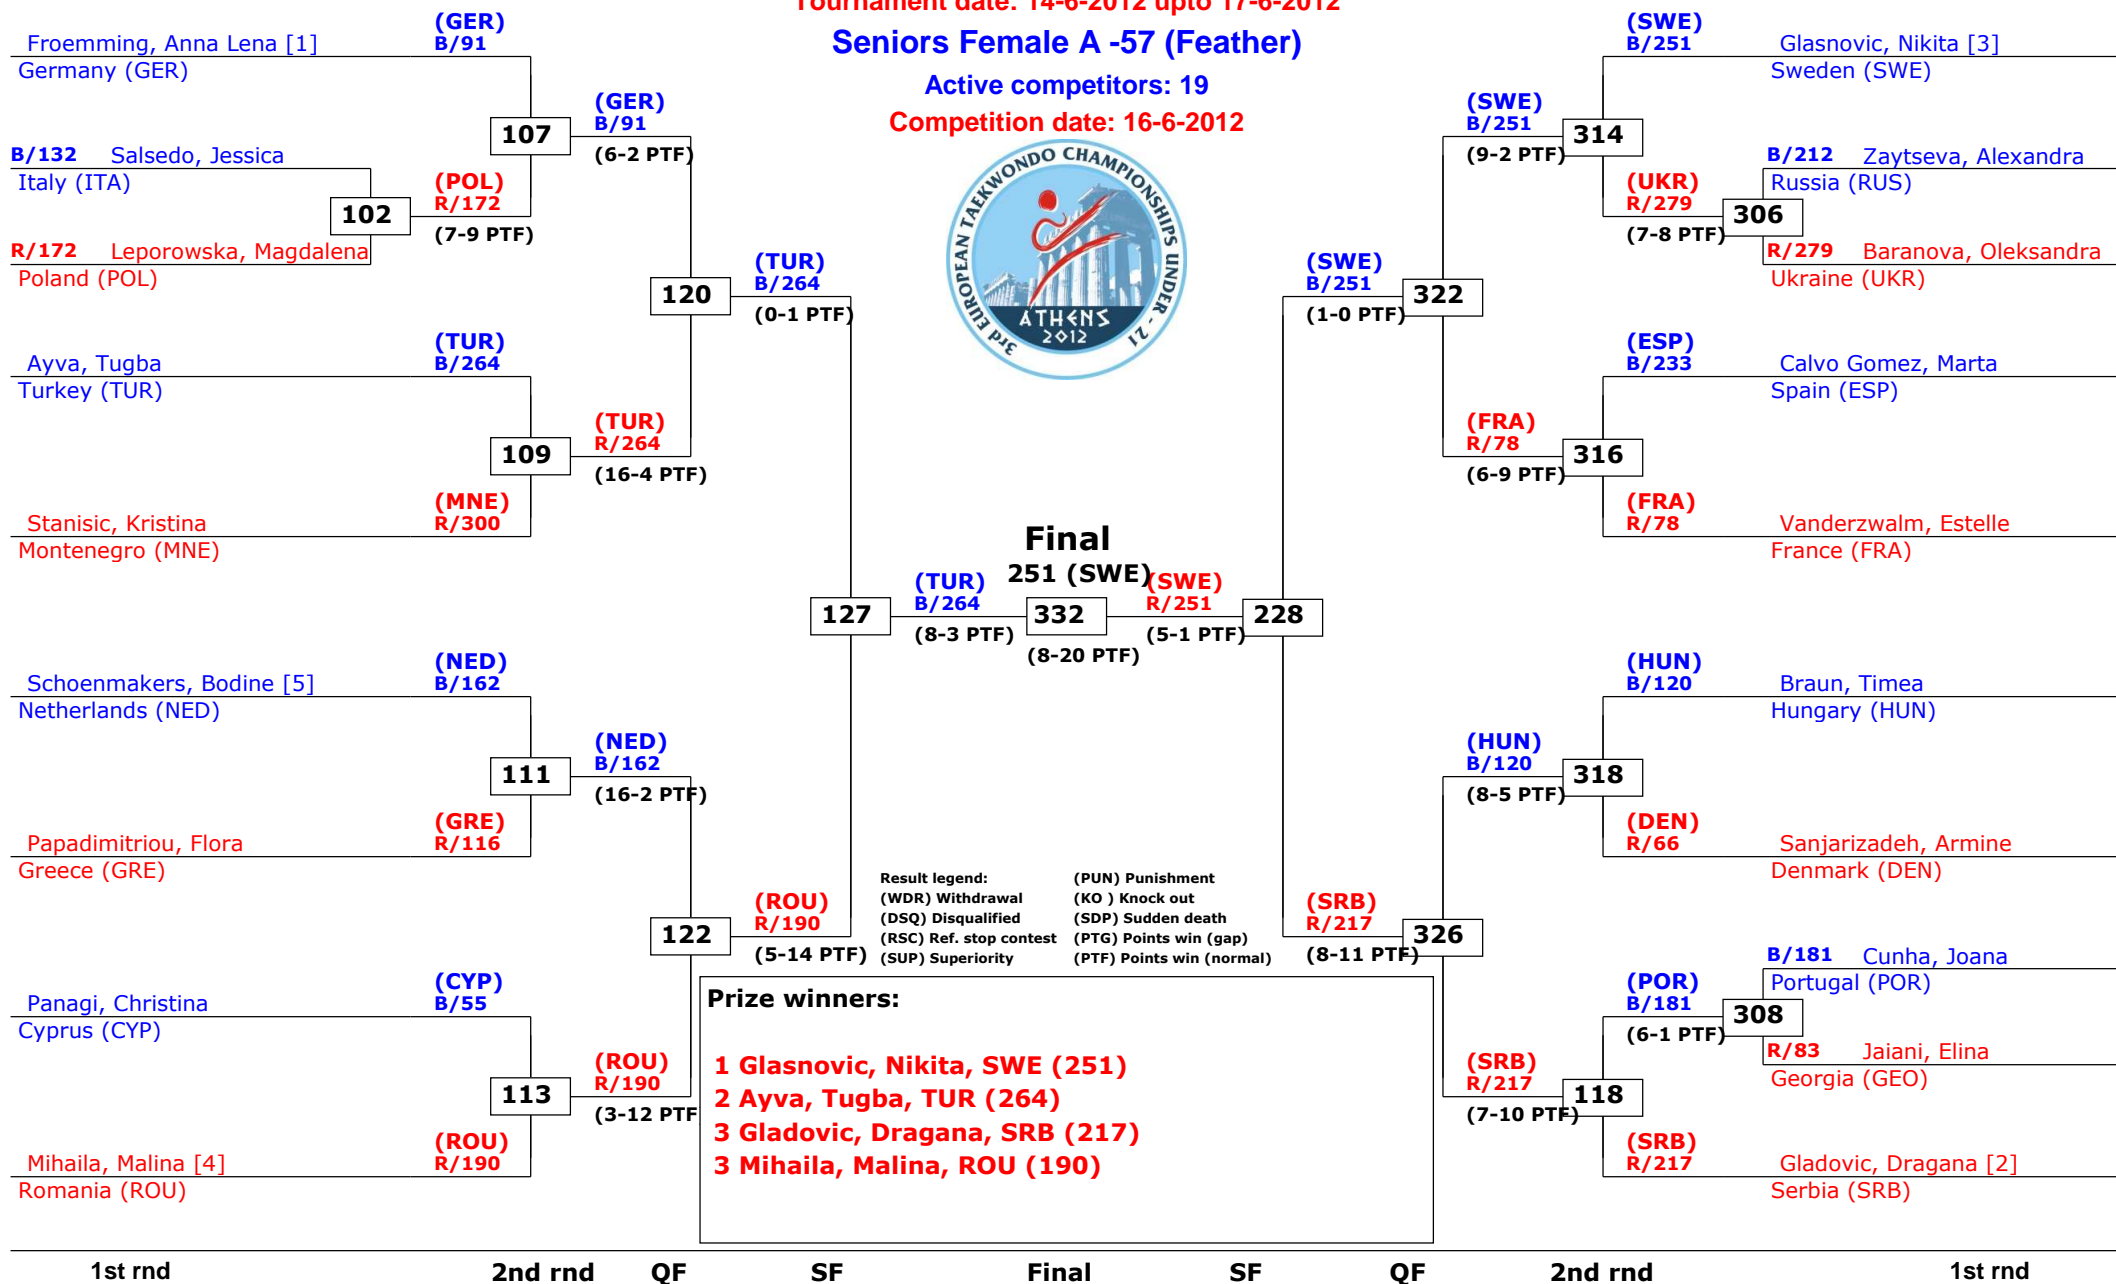 Tournament date: 14-6-2012 upto 17-6-2012
Seniors Female A -57 (Feather)
Active competitors: 19
Competition date: 16-6-2012
3rd EUROPEAN TAEKWONDO CHAMPIONSHIPS UNDER - 21
ATHENS
2012
Froemming, Anna Lena [1]
Germany (GER)
(GER)
B/91
B/132 Salsedo, Jessica
Italy (ITA)
R/172 Leporowska, Magdalena
Poland (POL)
102
(POL)
R/172
(7-9 PTF)
107
(GER)
B/91
(6-2 PTF)
Ayva, Tugba
Turkey (TUR)
(TUR)
B/264
Stanisic, Kristina
Montenegro (MNE)
(MNE)
R/300
109
(TUR)
R/264
(16-4 PTF)
120
(TUR)
B/264
(0-1 PTF)
Schoenmakers, Bodine [5]
Netherlands (NED)
(NED)
B/162
Papadimitriou, Flora
Greece (GRE)
(GRE)
R/116
111
(NED)
B/162
(16-2 PTF)
Panagi, Christina
Cyprus (CYP)
(CYP)
B/55
Mihaila, Malina [4]
Romania (ROU)
(ROU)
R/190
113
(ROU)
R/190
(3-12 PTF
122
(ROU)
R/190
(5-14 PTF)
127
(TUR)
B/264
(8-3 PTF)
Final
251 (SWE)
332
(8-20 PTF)
(SWE)
R/251
(5-1 PTF)
228
(SWE)
B/251
(1-0 PTF)
322
(SWE)
B/251
(9-2 PTF)
314
(SWE)
B/251
Glasnovic, Nikita [3]
Sweden (SWE)
(UKR)
R/279
(7-8 PTF)
306
B/212 Zaytseva, Alexandra
Russia (RUS)
R/279 Baranova, Oleksandra
Ukraine (UKR)
(FRA)
R/78
(6-9 PTF)
316
(ESP)
B/233
Calvo Gomez, Marta
Spain (ESP)
(FRA)
R/78
Vanderzwalm, Estelle
France (FRA)
(SRB)
R/217
(8-11 PTF)
326
(HUN)
B/120
(8-5 PTF)
318
(HUN)
B/120
Braun, Timea
Hungary (HUN)
(DEN)
R/66
Sanjarizadeh, Armine
Denmark (DEN)
(SRB)
R/217
(7-10 PTF)
118
(POR)
B/181
(6-1 PTF)
308
B/181 Cunha, Joana
Portugal (POR)
R/83 Jaiani, Elina
Georgia (GEO)
(SRB)
R/217
Gladovic, Dragana [2]
Serbia (SRB)
Result legend: (PUN) Punishment
(WDR) Withdrawal (KO ) Knock out
(DSQ) Disqualified (SDP) Sudden death
(RSC) Ref. stop contest (PTG) Points win (gap)
(SUP) Superiority (PTF) Points win (normal)
Prize winners:
1 Glasnovic, Nikita, SWE (251)
2 Ayva, Tugba, TUR (264)
3 Gladovic, Dragana, SRB (217)
3 Mihaila, Malina, ROU (190)
1st rnd 2nd rnd QF SF Final SF QF 2nd rnd 1st rnd